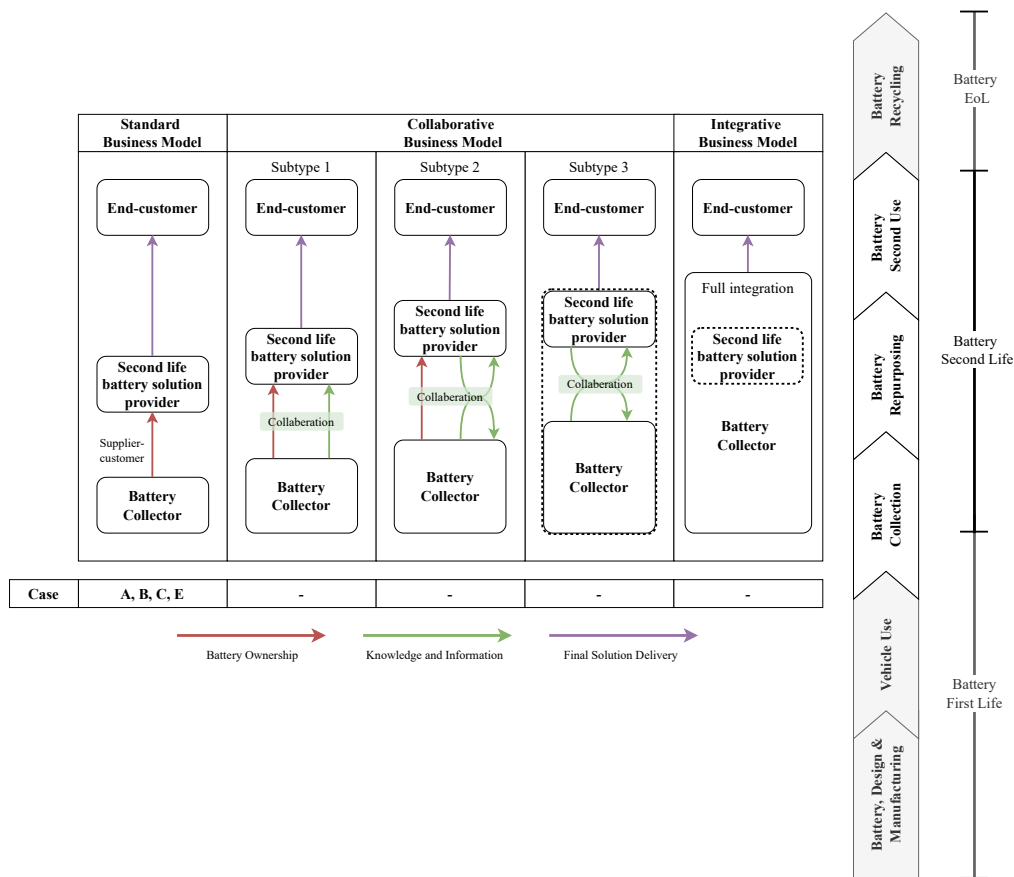 Standard
Business Model
Collaborative
Business Model
Integrative
Business Model
Subtype 1
Subtype 2
Subtype 3
End-customer
End-customer
End-customer
End-customer
End-customer
Second life
battery solution
provider
Supplier-
customer
Battery
Collector
Second life
battery solution
provider
Collaberation
Battery
Collector
Second life
battery solution
provider
Collaberation
Battery
Collector
Second life
battery solution
provider
Collaberation
Battery
Collector
Full integration
Second life
battery solution
provider
Battery
Collector
Case
A, B, C, E
-
-
-
-
Battery Ownership
Knowledge and Information
Final Solution Delivery
Battery
Recycling
Battery
Second Use
Battery
Repurposing
Battery
Collection
Vehicle Use
Battery, Design &
Manufacturing
Battery
EoL
Battery
Second Life
Battery
First Life